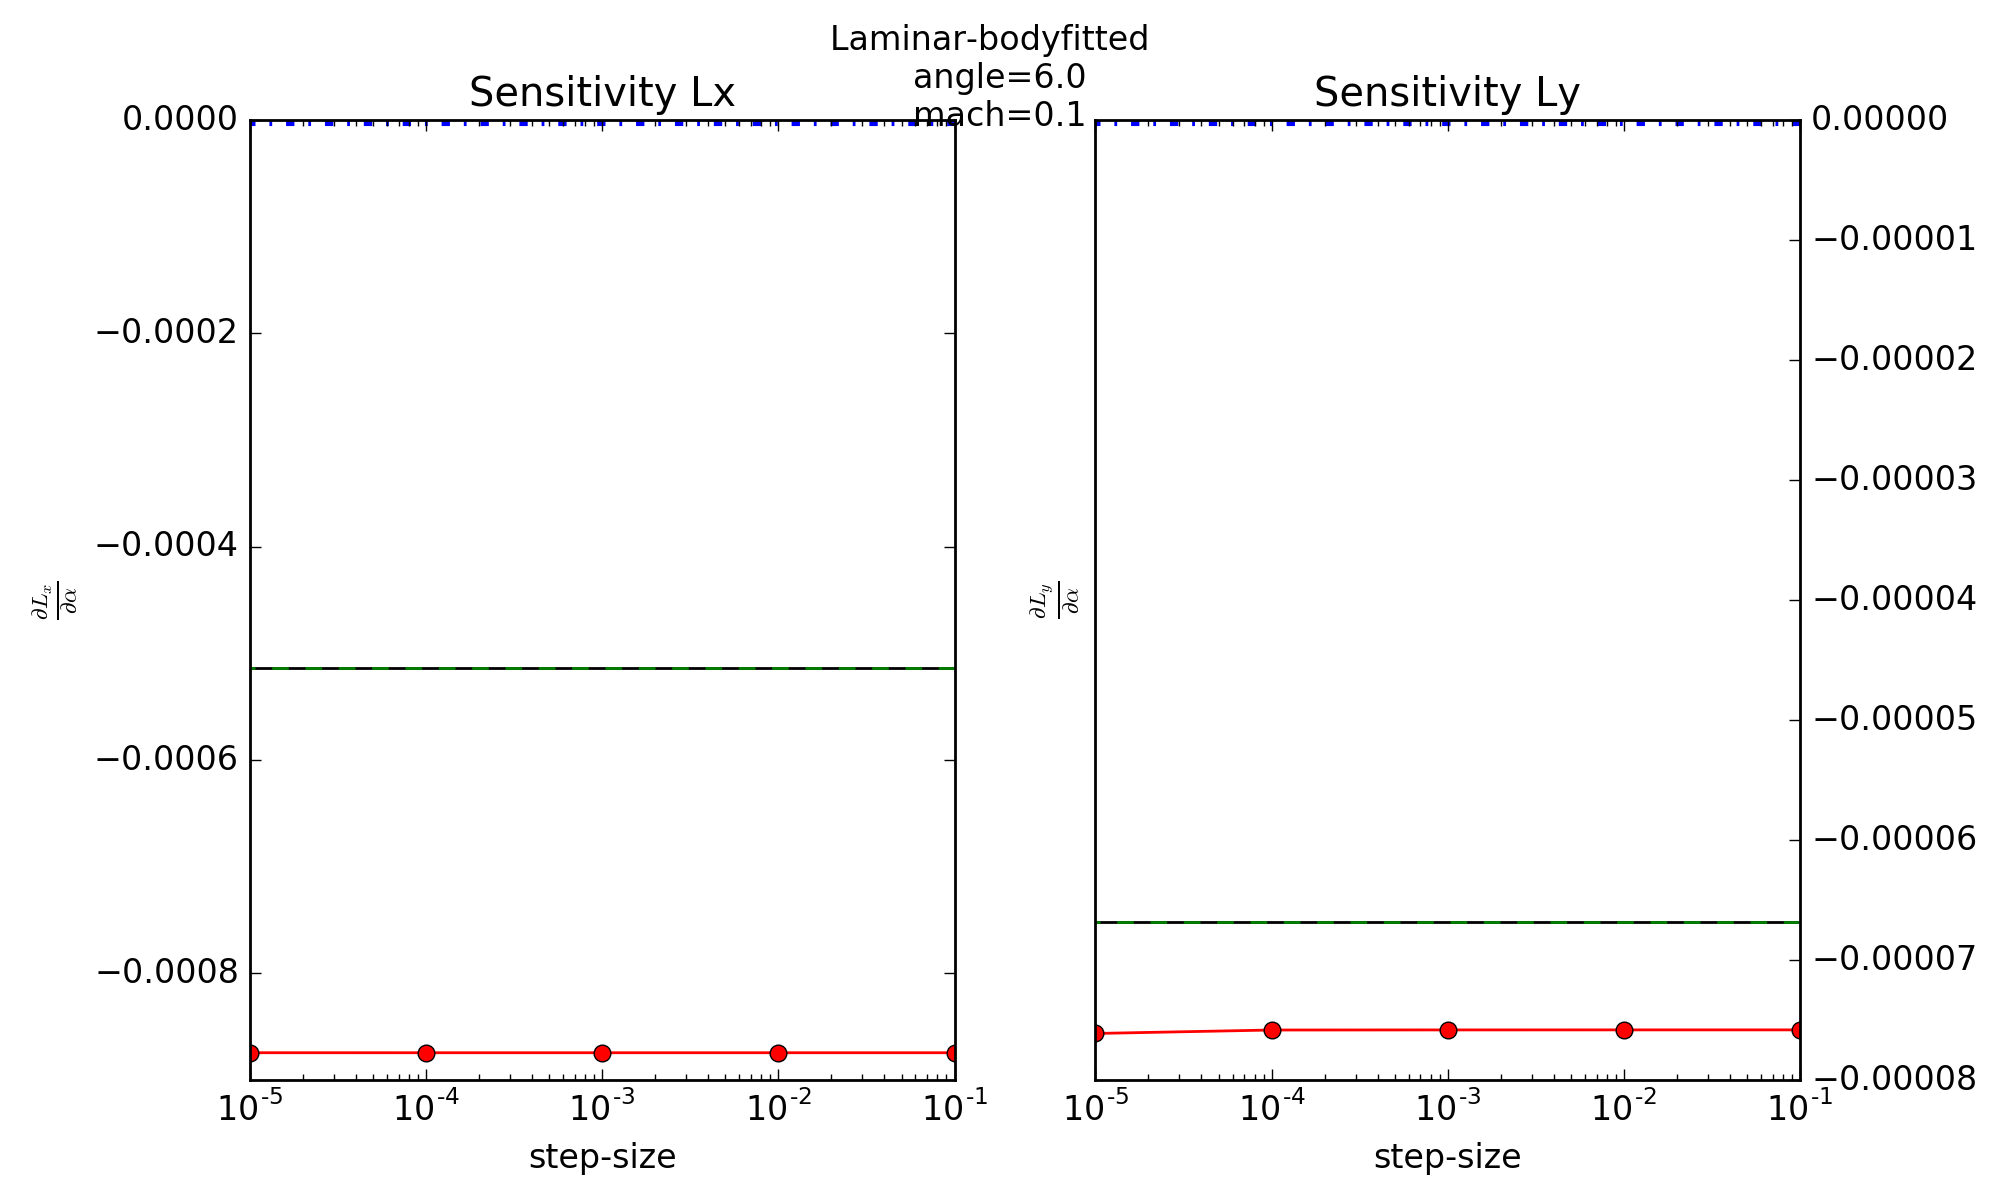 Laminar-bodyfitted
angle=6.0
mach=0.1
Sensitivity Lx
0.0000
−0.0002
−0.0004
−0.0006
−0.0008
∂Lₓ
∂α
10⁻⁵ 10⁻⁴ 10⁻³ 10⁻² 10⁻¹
step-size
Sensitivity Ly
∂L_y
∂α
0.00000
−0.00001
−0.00002
−0.00003
−0.00004
−0.00005
−0.00006
−0.00007
−0.00008
10⁻⁵ 10⁻⁴ 10⁻³ 10⁻² 10⁻¹
step-size